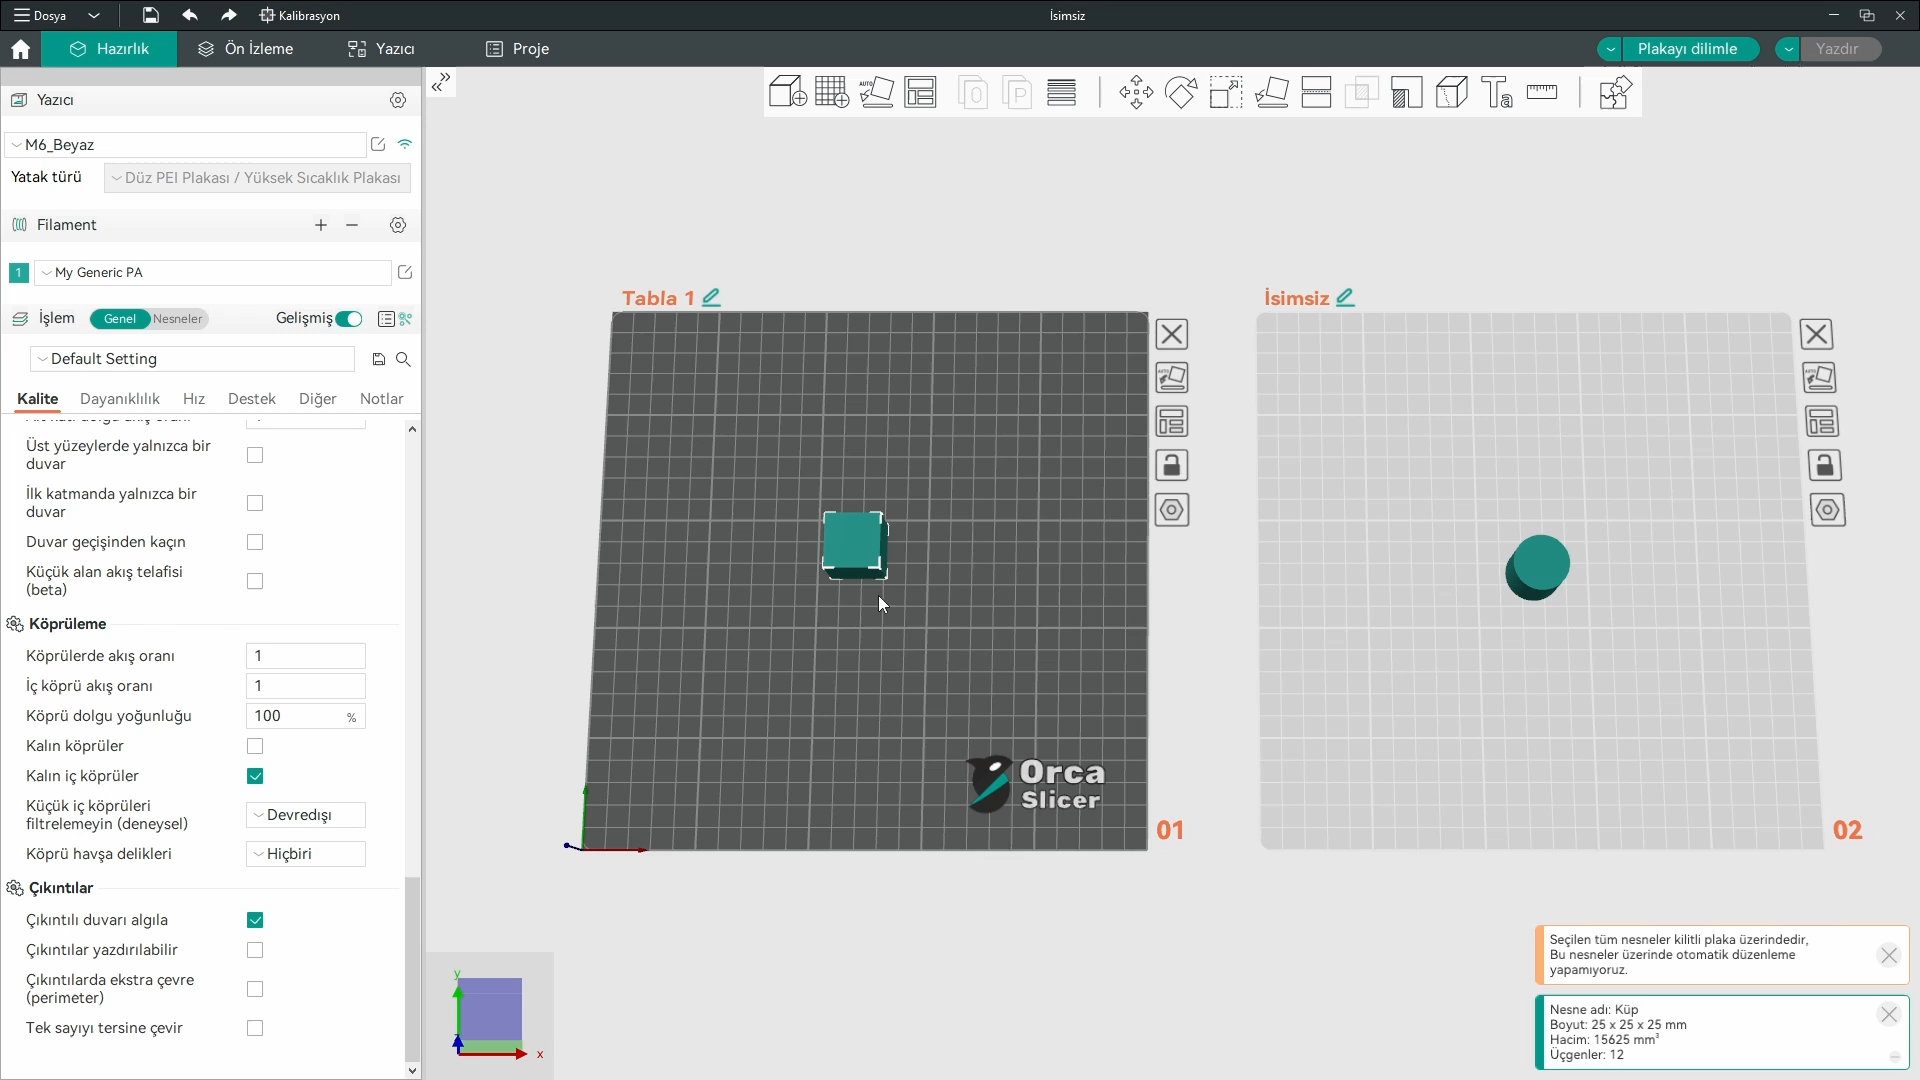 Dosya
Kalibrasyon
İsimsiz
Hazırlık
Ön İzleme
Yazıcı
Proje
Plakayı dilimle
Yazdır
Yazıcı
M6_Beyaz
Yatak türü
Düz PEI Plakası / Yüksek Sıcaklık Plakası
Filament
1
My Generic PA
İşlem
Genel
Nesneler
Gelişmiş
Default Setting
Kalite
Dayanıklılık
Hız
Destek
Diğer
Notlar
Üst yüzeylerde yalnızca bir
duvar
İlk katmanda yalnızca bir
duvar
Duvar geçişinden kaçın
Küçük alan akış telafisi
(beta)
Köprüleme
Köprülerde akış oranı
1
İç köprü akış oranı
1
Köprü dolgu yoğunluğu
100 %
Kalın köprüler
Kalın iç köprüler
Küçük iç köprüleri
filtrelemeyin (deneysel)
Devredışı
Köprü havşa delikleri
Hiçbiri
Çıkıntılar
Çıkıntılı duvarı algıla
Çıkıntılar yazdırılabilir
Çıkıntılarda ekstra çevre
(perimeter)
Tek sayıyı tersine çevir
AUTO
O
P
Ta
Tabla 1
İsimsiz
AUTO
AUTO
Orca
Slicer
01
02
y
x
Seçilen tüm nesneler kilitli plaka üzerindedir,
Bu nesneler üzerinde otomatik düzenleme
yapamıyoruz.
Nesne adı: Küp
Boyut: 25 x 25 x 25 mm
Hacim: 15625 mm³
Üçgenler: 12